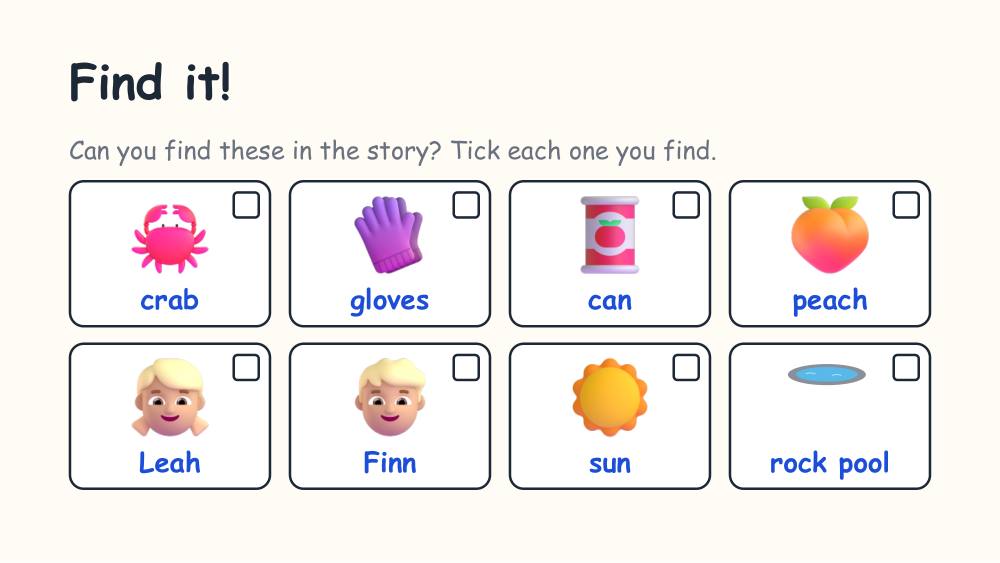 Find it!
Can you find these in the story? Tick each one you find.
crab
gloves
can
peach
Leah
Finn
sun
rock pool